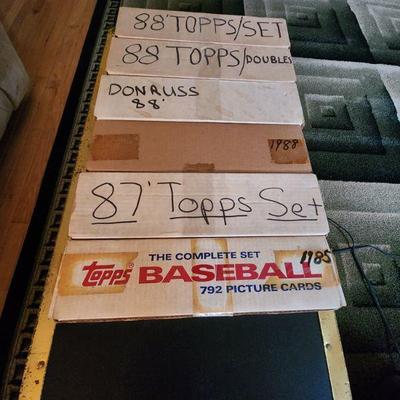 88' TOPPS/SET
88 TOPPS/DOUBLES
DONRUSS
88'
1988
87' Topps Set
1985
THE COMPLETE SET
topps® BASEBALL
792 PICTURE CARDS